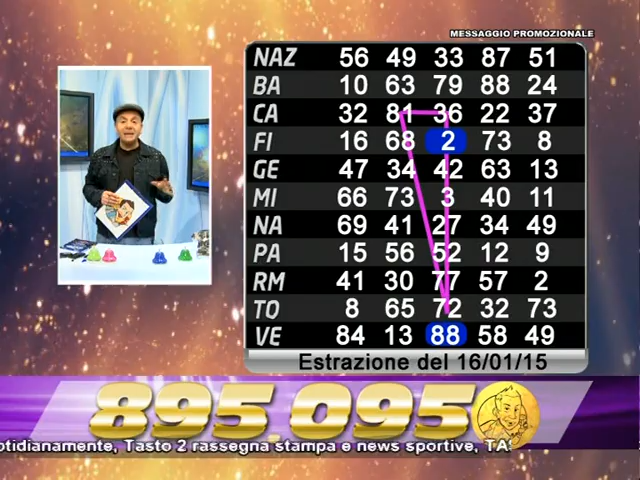 MESSAGGIO PROMOZIONALE
NAZ 56 49 33 87 51
BA 10 63 79 88 24
CA 32 81 36 22 37
FI 16 68 2 73 8
GE 47 34 42 63 13
MI 66 73 3 40 11
NA 69 41 27 34 49
PA 15 56 52 12 9
RM 41 30 77 57 2
TO 8 65 72 32 73
VE 84 13 88 58 49
Estrazione del 16/01/15
895.095
otidianamente, Tasto 2 rassegna stampa e news sportive, TA